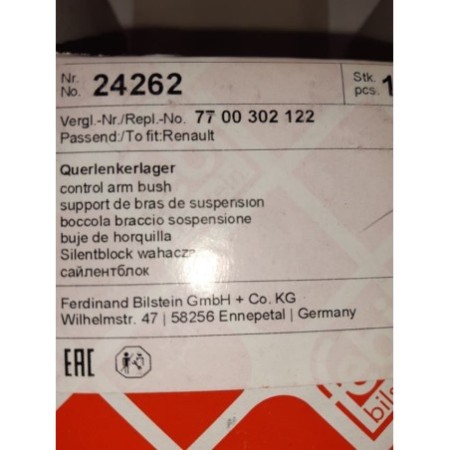 Nr. No. 24262 Stk. pcs. 1
Vergl.-Nr./Repl.-No. 77 00 302 122
Passend:/To fit:Renault
Querlenkerlager
control arm bush
support de bras de suspension
boccola braccio sospensione
buje de horquilla
Silentblock
сайлентблок
Ferdinand Bilstein GmbH + Co. KG
Wilhelmstr. 47 | 58256 Ennepetal | Germany
EAC